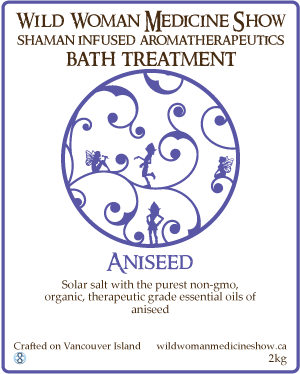 Wild Woman Medicine Show
Shaman Infused Aromatherapeutics
Bath Treatment
Aniseed
Solar salt with the purest non-gmo,
organic, therapeutic grade essential oils of
aniseed
Crafted on Vancouver Island wildwomanmedicineshow.ca
2kg